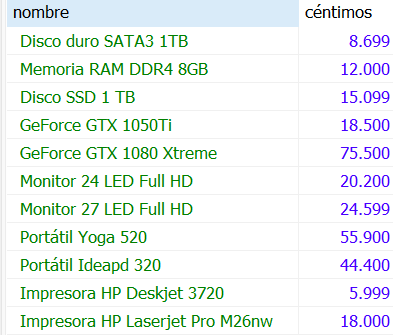 nombre céntimos
Disco duro SATA3 1TB 8.699
Memoria RAM DDR4 8GB 12.000
Disco SSD 1 TB 15.099
GeForce GTX 1050Ti 18.500
GeForce GTX 1080 Xtreme 75.500
Monitor 24 LED Full HD 20.200
Monitor 27 LED Full HD 24.599
Portátil Yoga 520 55.900
Portátil Ideapd 320 44.400
Impresora HP Deskjet 3720 5.999
Impresora HP Laserjet Pro M26nw 18.000